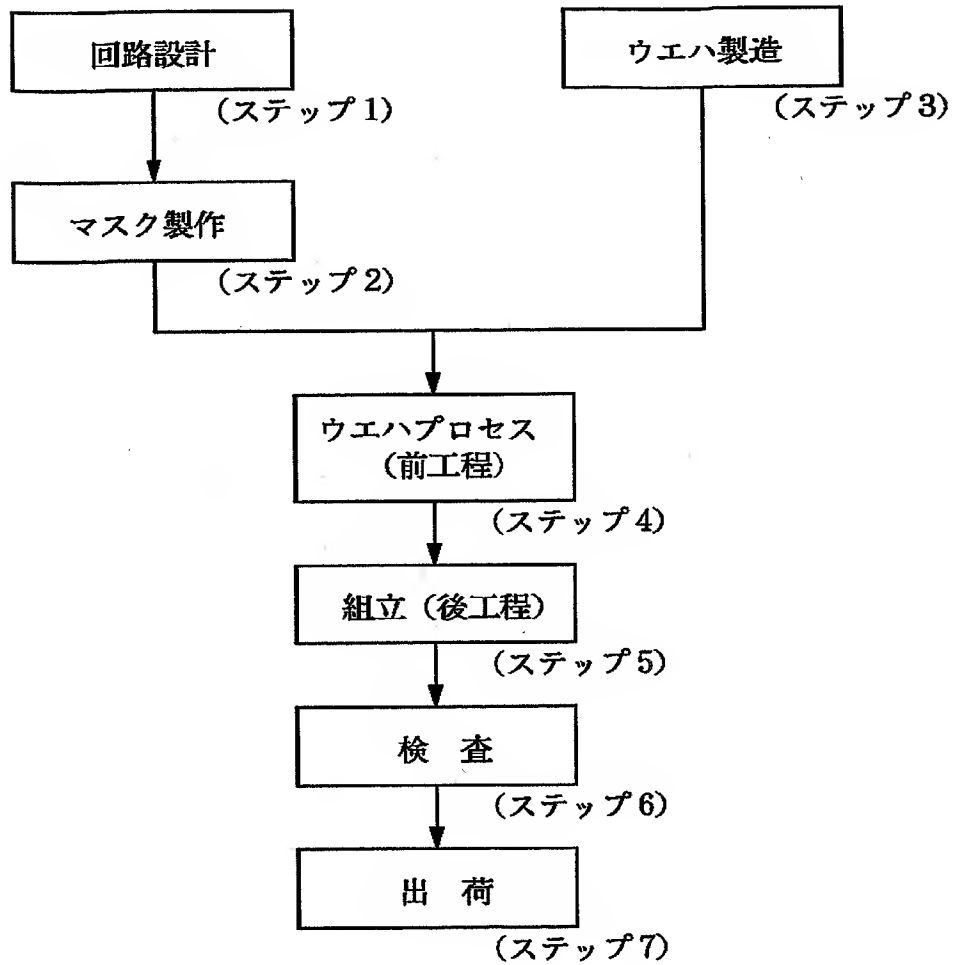 回路設計
(ステップ1)
ウエハ製造
(ステップ3)
マスク製作
(ステップ2)
ウエハプロセス
(前工程)
(ステップ4)
組立(後工程)
(ステップ5)
検 査
(ステップ6)
出 荷
(ステップ7)